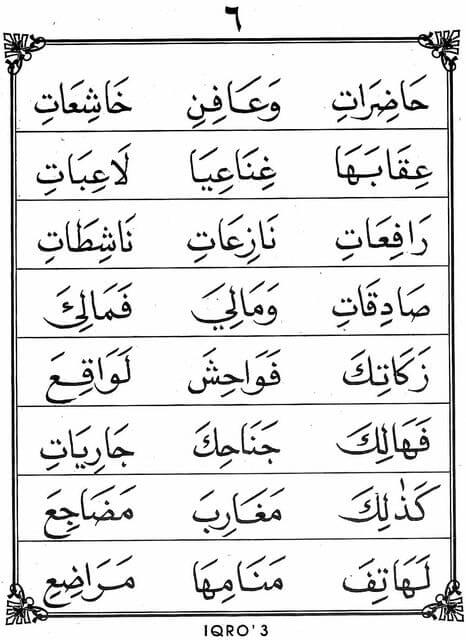 ٦
حَاضِرَاتِ وَعَافِنِ خَاشِعَاتِ
عِقَابَهَا غِنَاعِيَا لَاعِبَاتِ
رَافِعَاتِ نَازِعَاتِ نَاشِطَاتِ
صَادِقَاتِ وَمَالِيَ فَمَالِئَ
زَكَاتِكَ فَوَاحِشَ لَوَاقِعَ
فَهَالِكَ جَنَاحِكَ جَارِيَاتِ
كَذٰلِكَ مَغَارِبَ مَضَاجِعَ
لَهَاتِفَ مَنَامِهَا مَرَاضِعِ
IQRO' 3